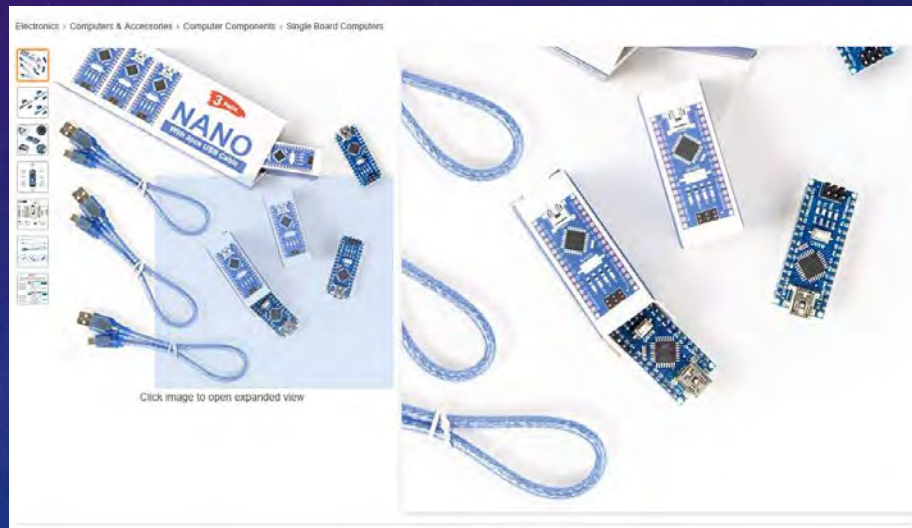 Electronics › Computers & Accessories › Computer Components › Single Board Computers
3 PACK
NANO
With 3pcs USB Cable
Click image to open expanded view